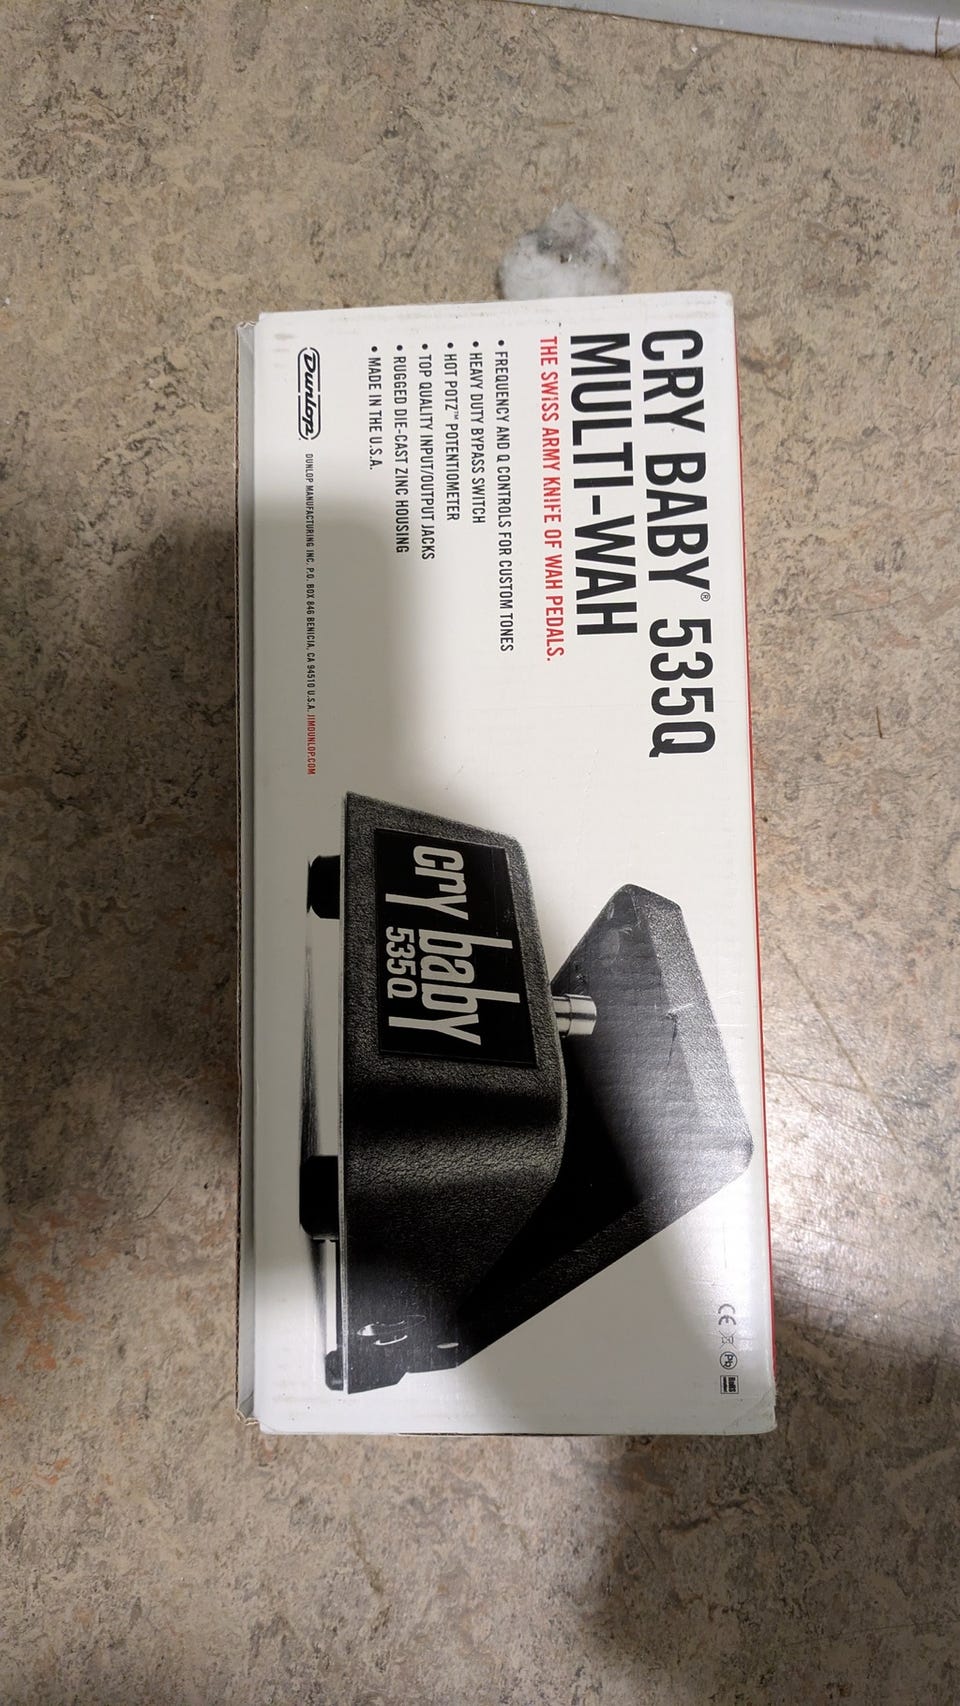 CRY BABY® 535Q
MULTI-WAH
THE SWISS ARMY KNIFE OF WAH PEDALS.
• FREQUENCY AND Q CONTROLS FOR CUSTOM TONES
• HEAVY DUTY BYPASS SWITCH
• HOT POTZ™ POTENTIOMETER
• TOP QUALITY INPUT/OUTPUT JACKS
• RUGGED DIE-CAST ZINC HOUSING
• MADE IN THE U.S.A.
Dunlop
DUNLOP MANUFACTURING INC. P.O. BOX 846 BENICIA, CA 94510 U.S.A. JIMDUNLOP.COM
cry baby
535Q
CE
Pb
RoHS